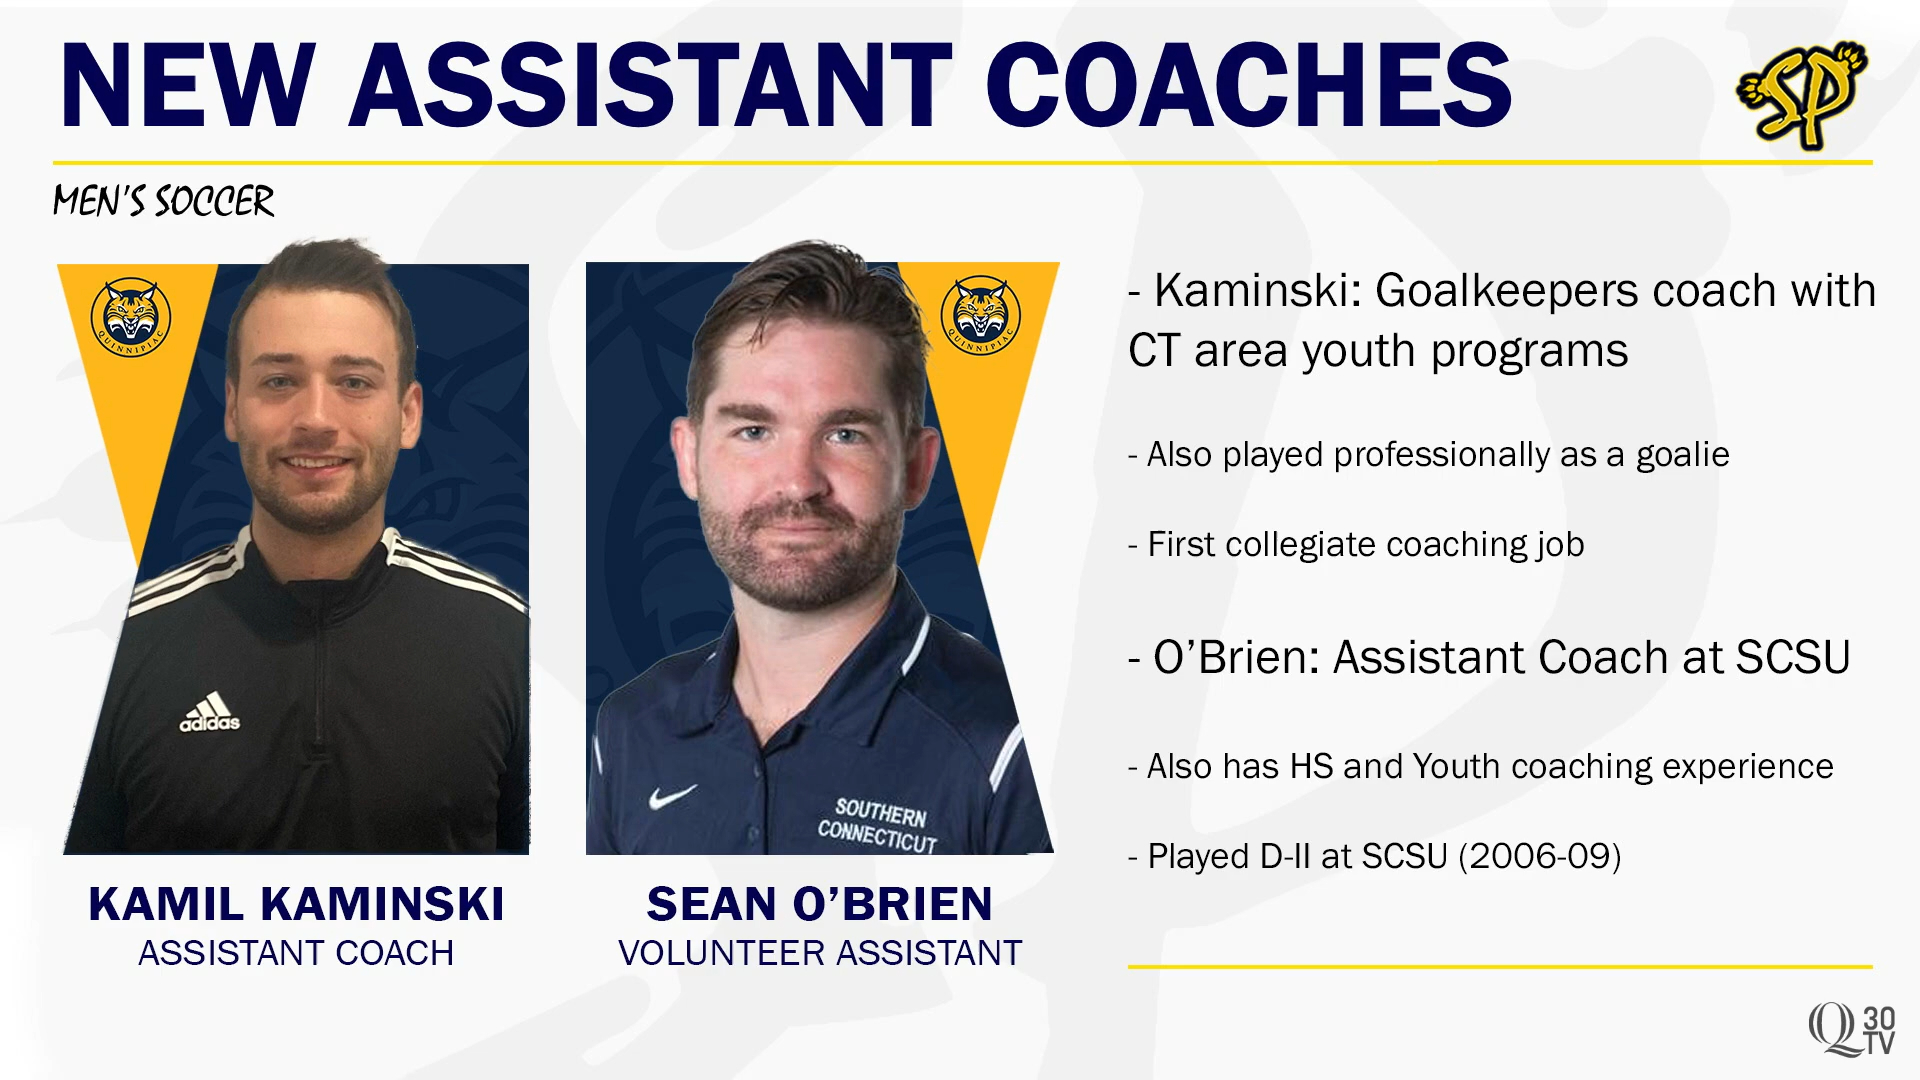 NEW ASSISTANT COACHES
SP
MEN'S SOCCER
QUINNIPIAC
QUINNIPIAC
adidas
SOUTHERN
CONNECTICUT
KAMIL KAMINSKI
ASSISTANT COACH
SEAN O'BRIEN
VOLUNTEER ASSISTANT
- Kaminski: Goalkeepers coach with
CT area youth programs
- Also played professionally as a goalie
- First collegiate coaching job
- O'Brien: Assistant Coach at SCSU
- Also has HS and Youth coaching experience
- Played D-II at SCSU (2006-09)
Q 30
TV